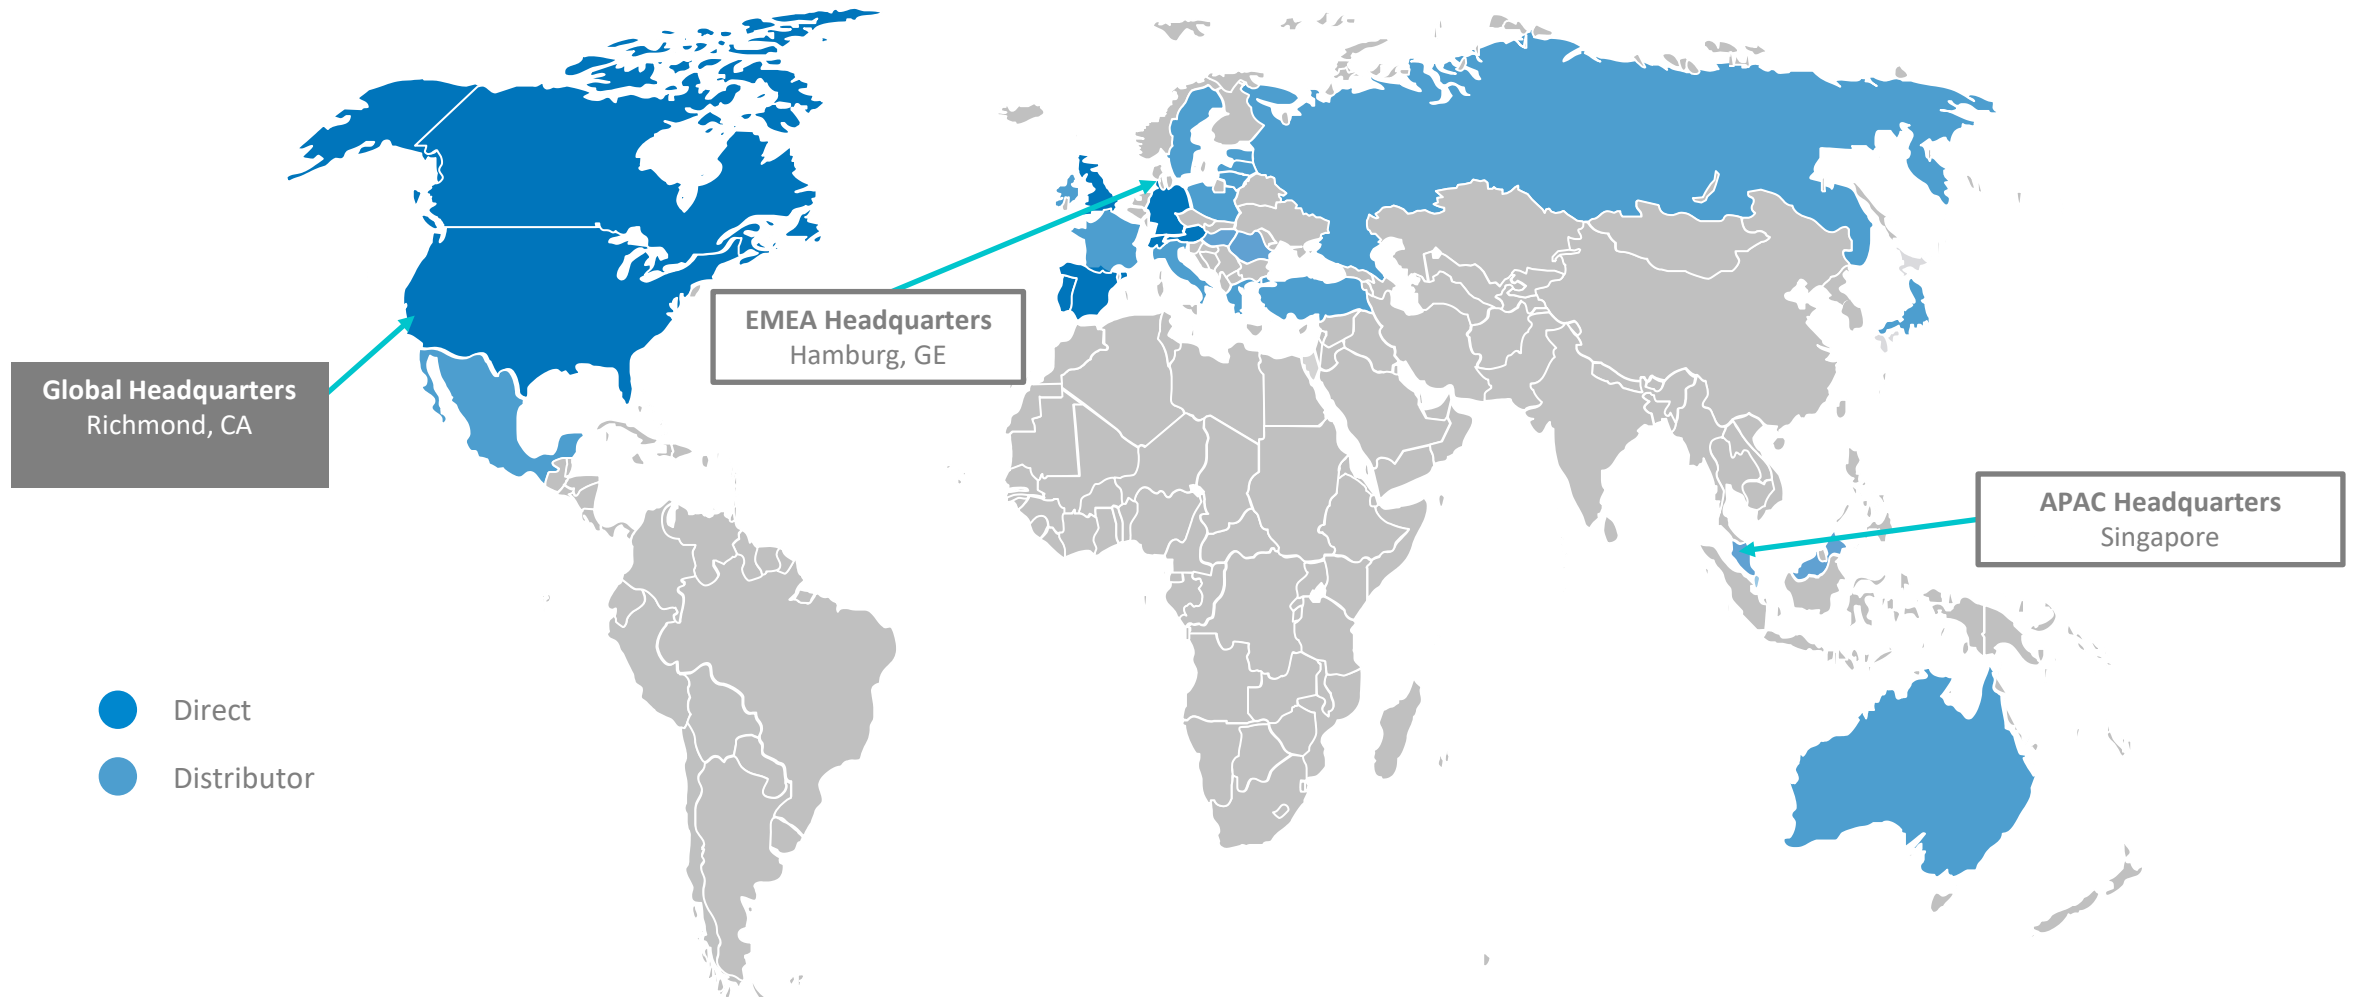 EMEA Headquarters
Hamburg, GE
Global Headquarters
Richmond, CA
APAC Headquarters
Singapore
Direct
Distributor